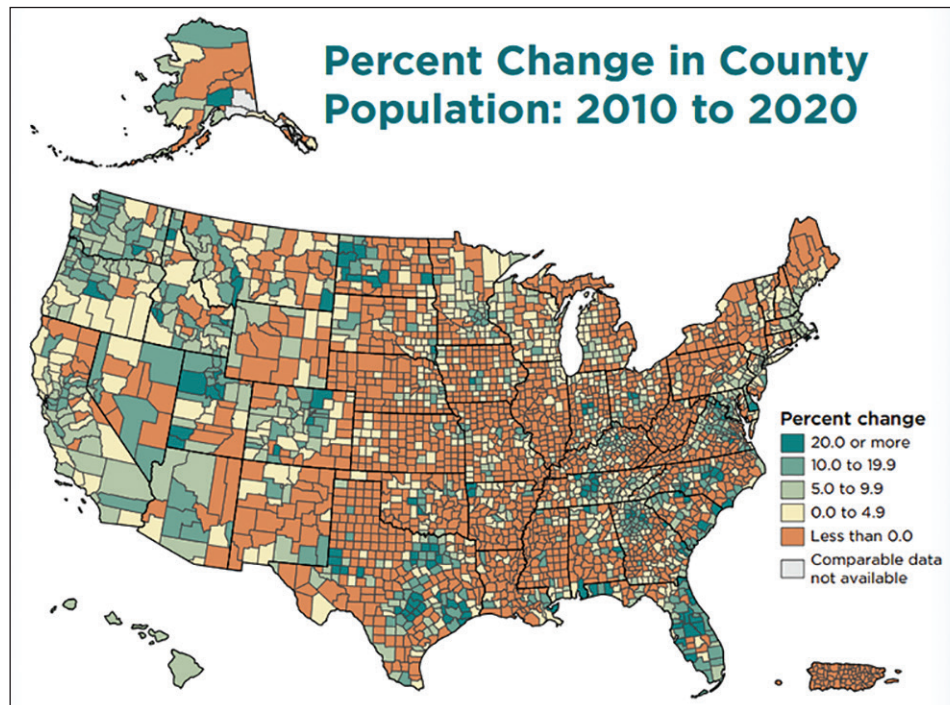 Percent Change in County
Population: 2010 to 2020
Percent change
20.0 or more
10.0 to 19.9
5.0 to 9.9
0.0 to 4.9
Less than 0.0
Comparable data
not available